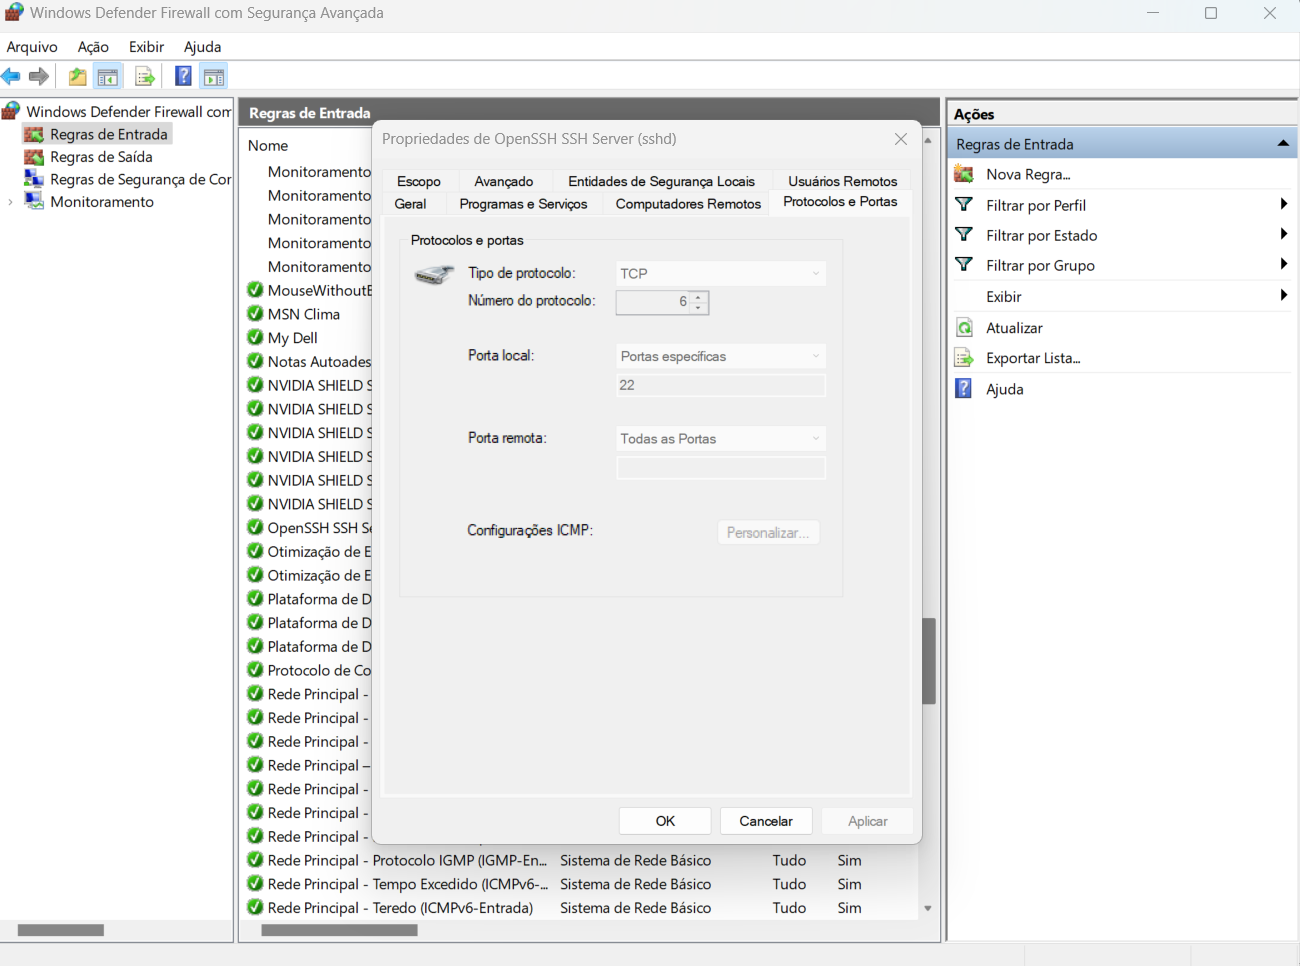 Windows Defender Firewall com Segurança Avançada
Arquivo Ação Exibir Ajuda
Windows Defender Firewall com
Regras de Entrada
Regras de Saída
Regras de Segurança de Cor
Monitoramento
Regras de Entrada
Nome
Monitoramento
Monitoramento
Monitoramento
Monitoramento
Monitoramento
MouseWithoutB
MSN Clima
My Dell
Notas Autoades
NVIDIA SHIELD S
NVIDIA SHIELD S
NVIDIA SHIELD S
NVIDIA SHIELD S
NVIDIA SHIELD S
NVIDIA SHIELD S
OpenSSH SSH Se
Otimização de E
Otimização de E
Plataforma de D
Plataforma de D
Plataforma de D
Protocolo de Co
Rede Principal -
Rede Principal -
Rede Principal -
Rede Principal –
Rede Principal -
Rede Principal -
Rede Principal -
Rede Principal - Protocolo IGMP (IGMP-En... Sistema de Rede Básico Tudo Sim
Rede Principal - Tempo Excedido (ICMPv6-... Sistema de Rede Básico Tudo Sim
Rede Principal - Teredo (ICMPv6-Entrada) Sistema de Rede Básico Tudo Sim
Propriedades de OpenSSH SSH Server (sshd)
Escopo Avançado Entidades de Segurança Locais Usuários Remotos
Geral Programas e Serviços Computadores Remotos Protocolos e Portas
Protocolos e portas
Tipo de protocolo: TCP
Número do protocolo: 6
Porta local: Portas específicas
22
Porta remota: Todas as Portas
Configurações ICMP: Personalizar...
OK Cancelar Aplicar
Ações
Regras de Entrada
Nova Regra...
Filtrar por Perfil
Filtrar por Estado
Filtrar por Grupo
Exibir
Atualizar
Exportar Lista...
Ajuda